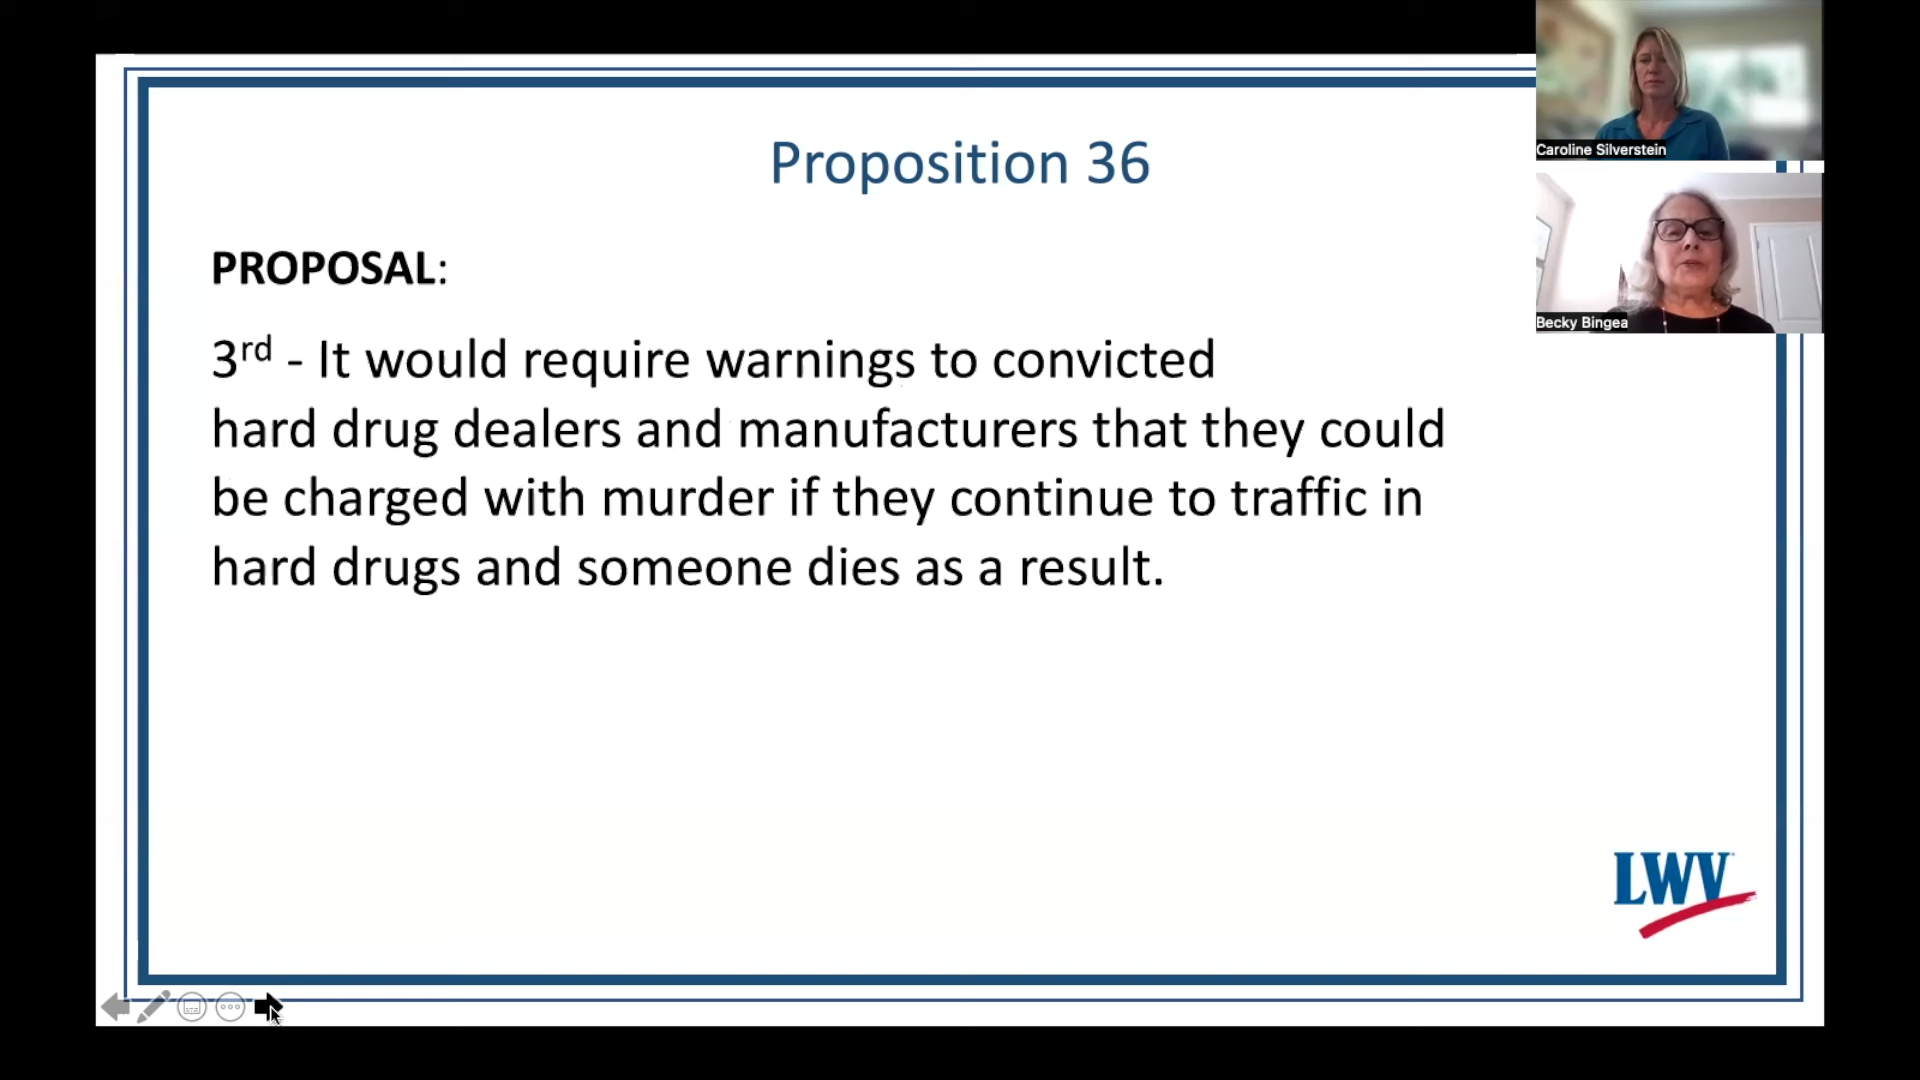 Proposition 36
PROPOSAL:
3rd - It would require warnings to convicted
hard drug dealers and manufacturers that they could
be charged with murder if they continue to traffic in
hard drugs and someone dies as a result.
Caroline Silverstein
Becky Bingea
LWV